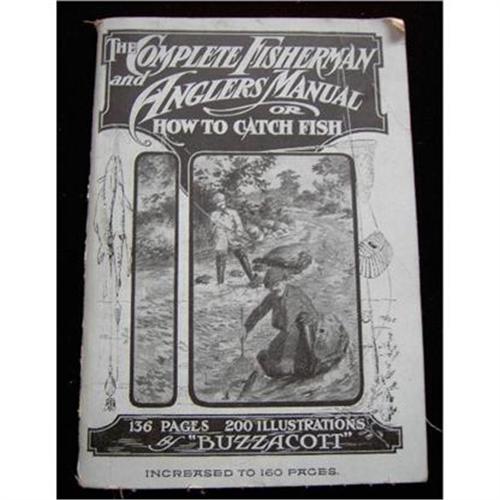 THE COMPLETE FISHERMAN
and ANGLERS MANUAL
OR
HOW TO CATCH FISH
136 PAGES 200 ILLUSTRATIONS
By "BUZZACOTT"
INCREASED TO 160 PAGES.